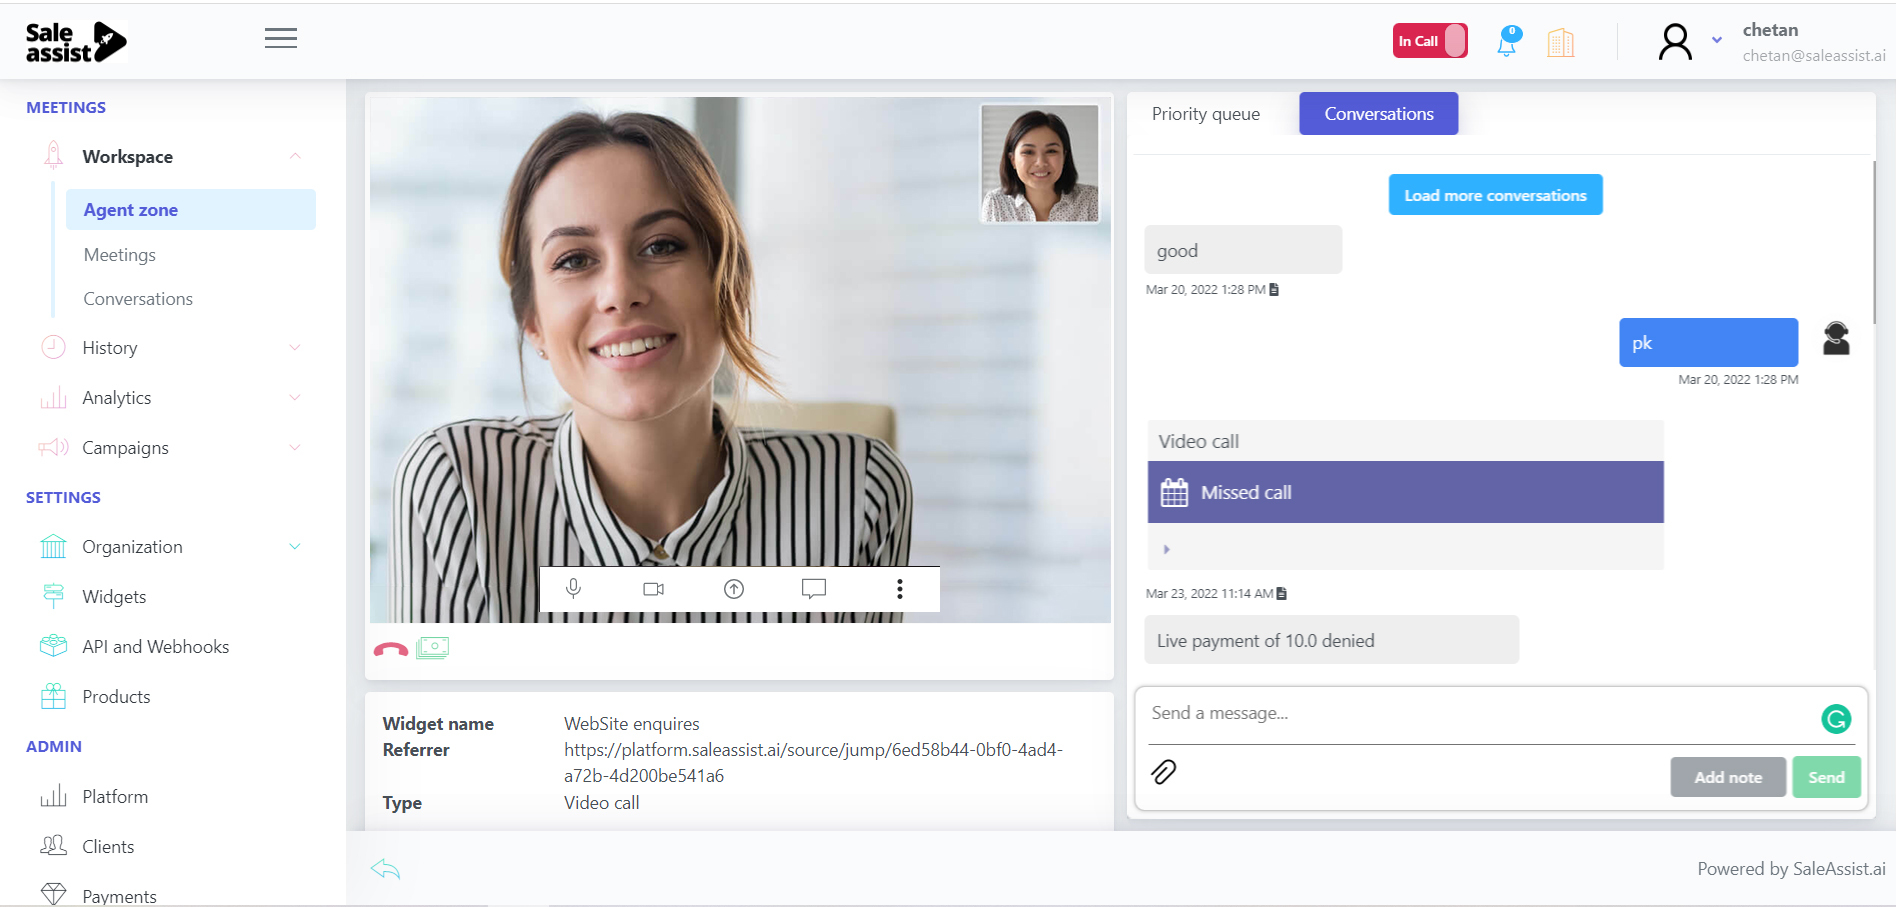 Sale
assist
In Call
0
chetan
chetan@saleassist.ai
MEETINGS
Workspace
Agent zone
Meetings
Conversations
History
Analytics
Campaigns
SETTINGS
Organization
Widgets
API and Webhooks
Products
ADMIN
Platform
Clients
Payments
Widget name WebSite enquires
Referrer https://platform.saleassist.ai/source/jump/6ed58b44-0bf0-4ad4-
a72b-4d200be541a6
Type Video call
Priority queue Conversations
Load more conversations
good
Mar 20, 2022 1:28 PM
pk
Mar 20, 2022 1:28 PM
Video call
Missed call
Mar 23, 2022 11:14 AM
Live payment of 10.0 denied
Send a message...
Add note Send
Powered by SaleAssist.ai